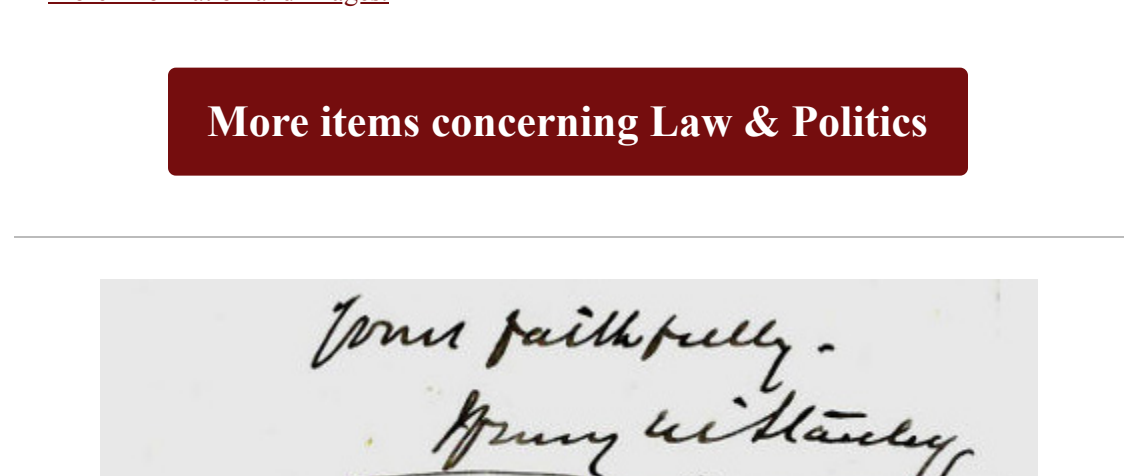 More items concerning Law & Politics
Yours faithfully.
Henry M Stanley